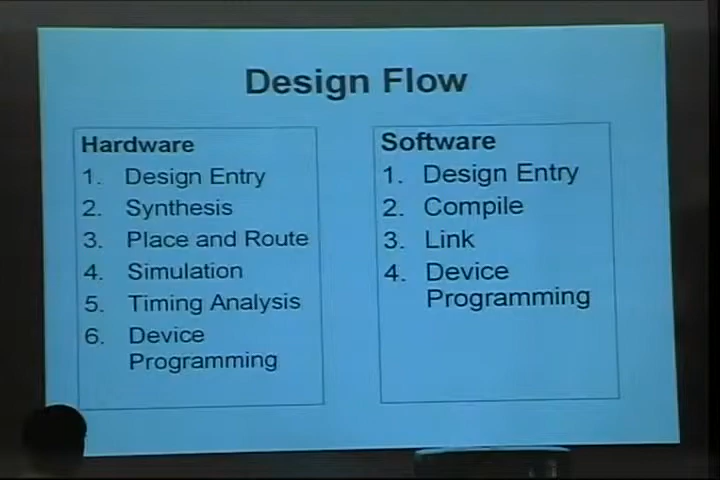 Design Flow
Hardware
1. Design Entry
2. Synthesis
3. Place and Route
4. Simulation
5. Timing Analysis
6. Device
Programming
Software
1. Design Entry
2. Compile
3. Link
4. Device
Programming